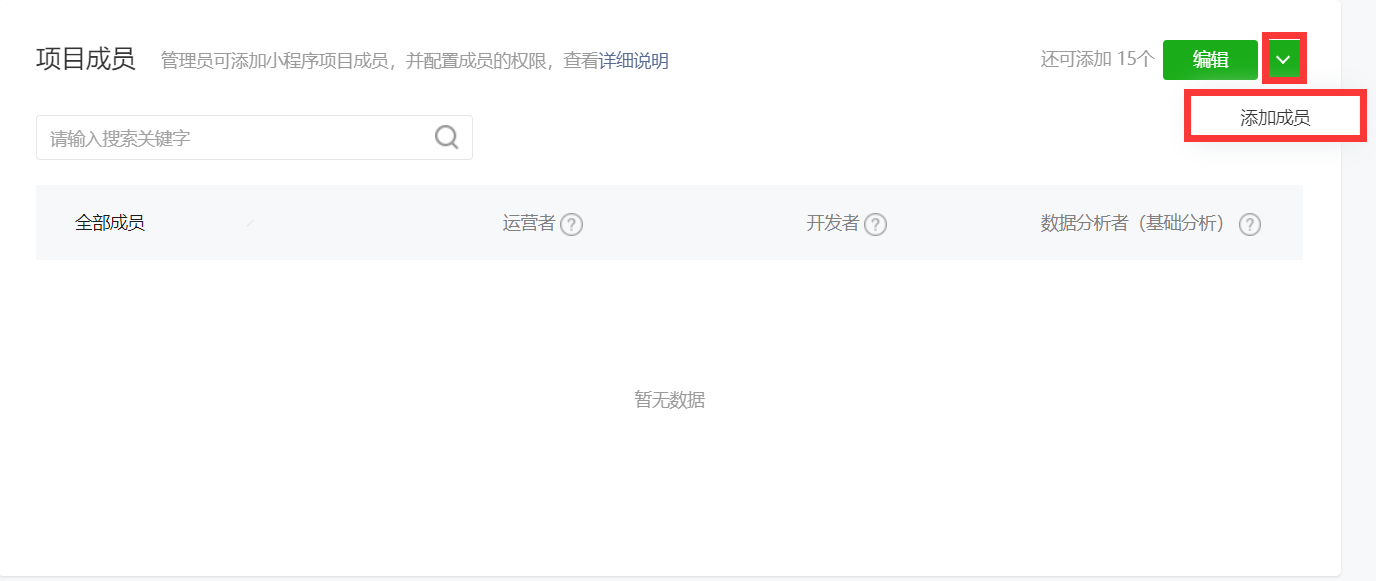 项目成员 管理员可添加小程序项目成员，并配置成员的权限，查看详细说明 还可添加 15个 编辑
添加成员
请输入搜索关键字
全部成员 运营者 ? 开发者 ? 数据分析者（基础分析） ?
暂无数据